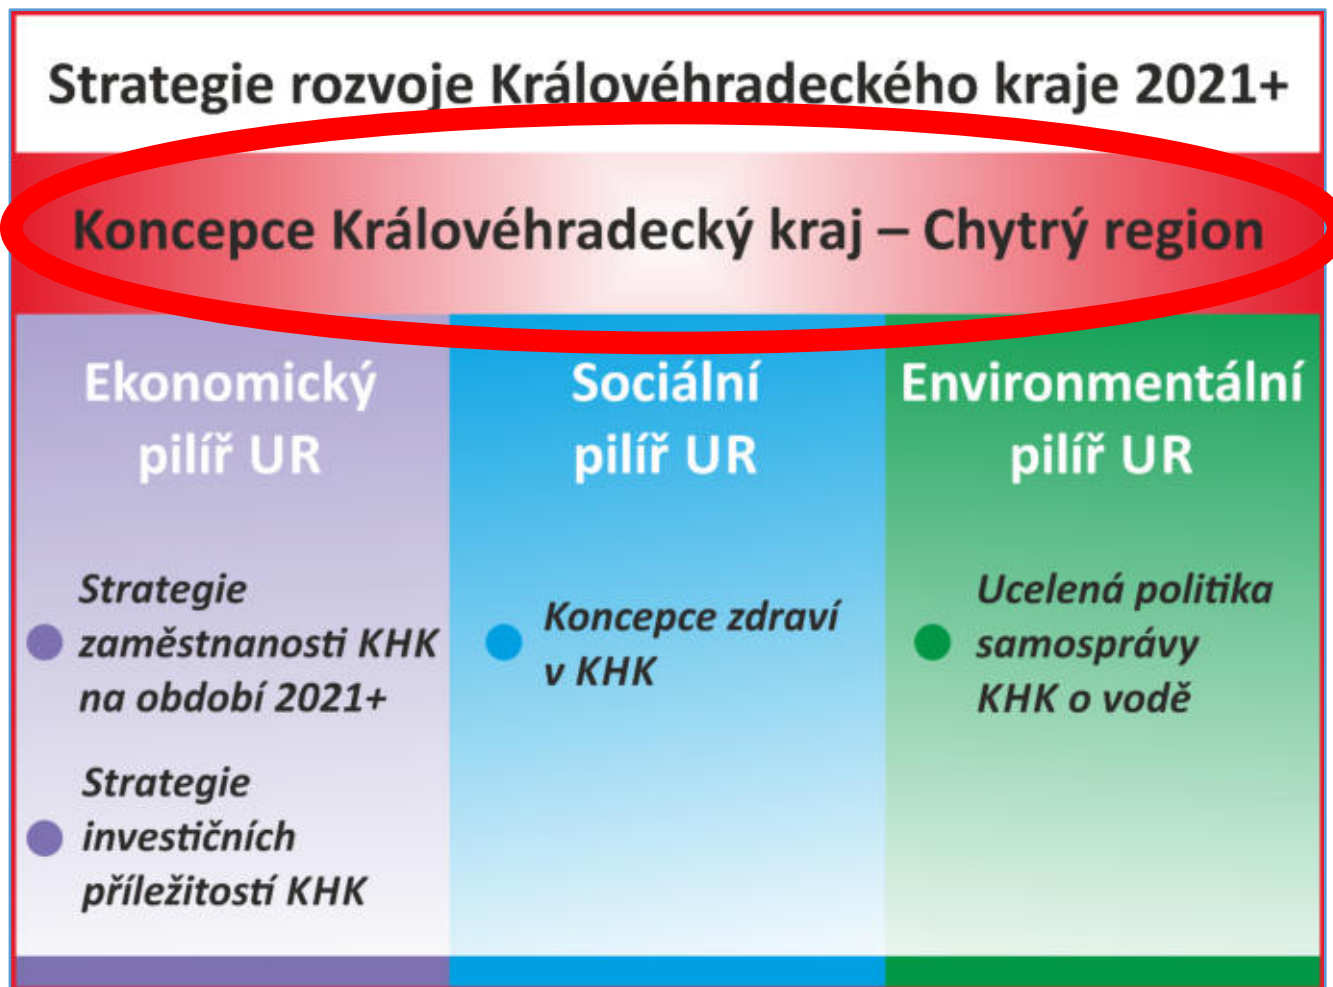 Strategie rozvoje Královéhradeckého kraje 2021+
Koncepce Královéhradecký kraj – Chytrý region
Ekonomický
pilíř UR
Strategie
zaměstnanosti KHK
na období 2021+
Strategie
investičních
příležitostí KHK
Sociální
pilíř UR
Koncepce zdraví
v KHK
Environmentální
pilíř UR
Ucelená politika
samosprávy
KHK o vodě